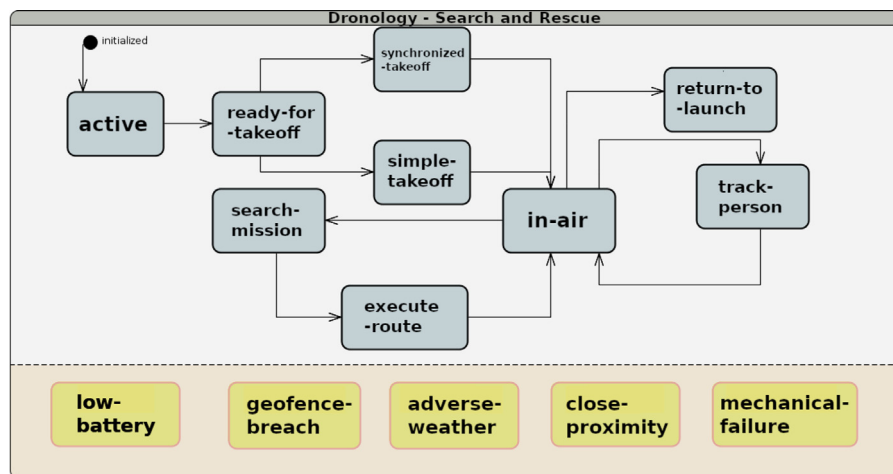 Dronology - Search and Rescue
initialized
active
ready-for
-takeoff
synchronized
-takeoff
simple-
takeoff
return-to
-launch
track-
person
search-
mission
in-air
execute
-route
low-
battery
geofence-
breach
adverse-
weather
close-
proximity
mechanical-
failure